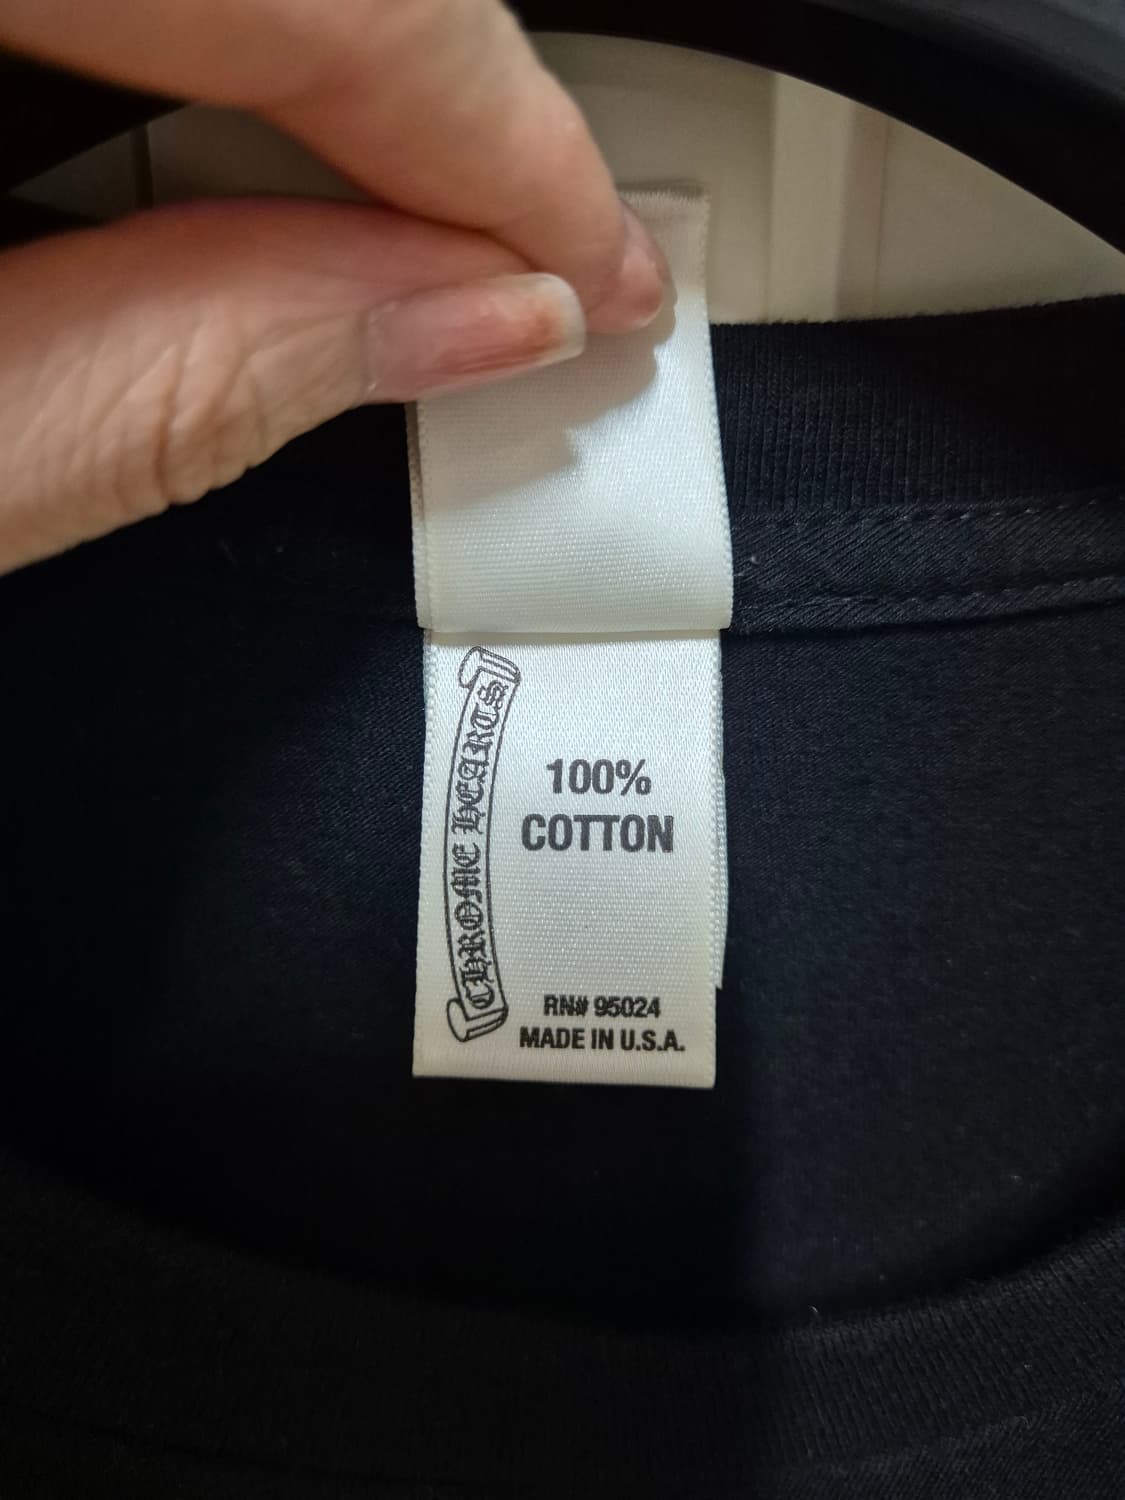 CHROME HEARTS
100%
COTTON
RN# 95024
MADE IN U.S.A.